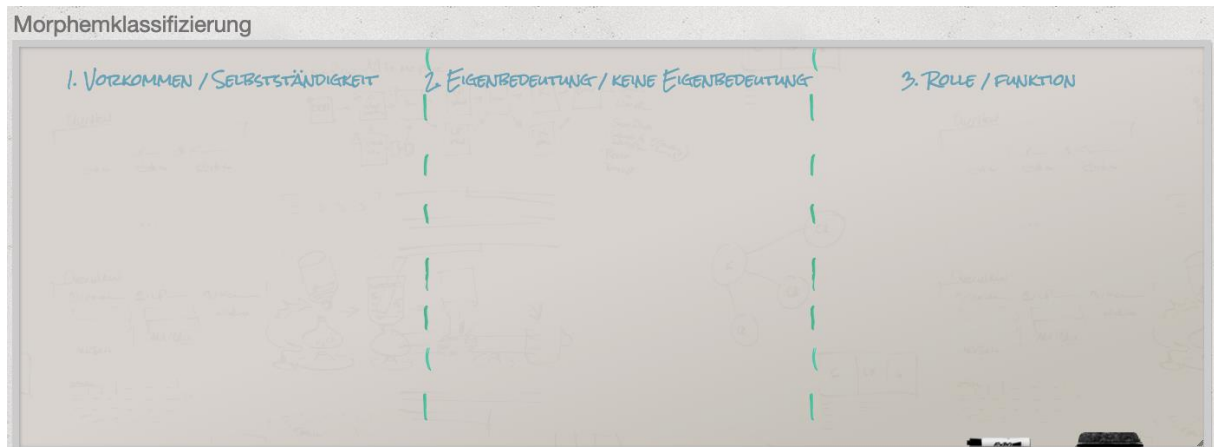 Morphemklassifizierung
1. Vorkommen / Selbstständigkeit 2. Eigenbedeutung / keine Eigenbedeutung 3. Rolle / Funktion